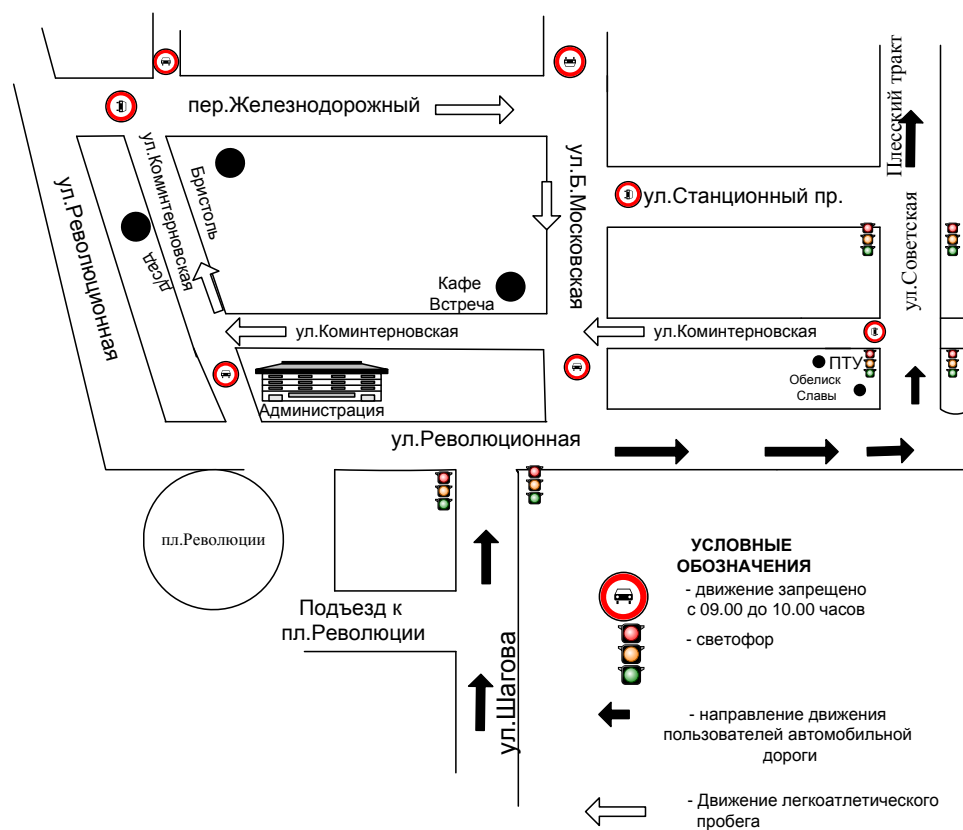 пер.Железнодорожный
Плесский тракт
ул.Коминтерновская
Бристоль
ул.Б.Московская
ул.Станционный пр.
ул.Революционная
д/сад
ул.Советская
Кафе
Встреча
ул.Коминтерновская
ул.Коминтерновская
ПТУ
Обелиск
Славы
Администрация
ул.Революционная
пл.Революции
Подъезд к
пл.Революции
ул.Шагова
УСЛОВНЫЕ
ОБОЗНАЧЕНИЯ
- движение запрещено
с 09.00 до 10.00 часов
- светофор
- направление движения
пользователей автомобильной
дороги
- Движение легкоатлетического
пробега